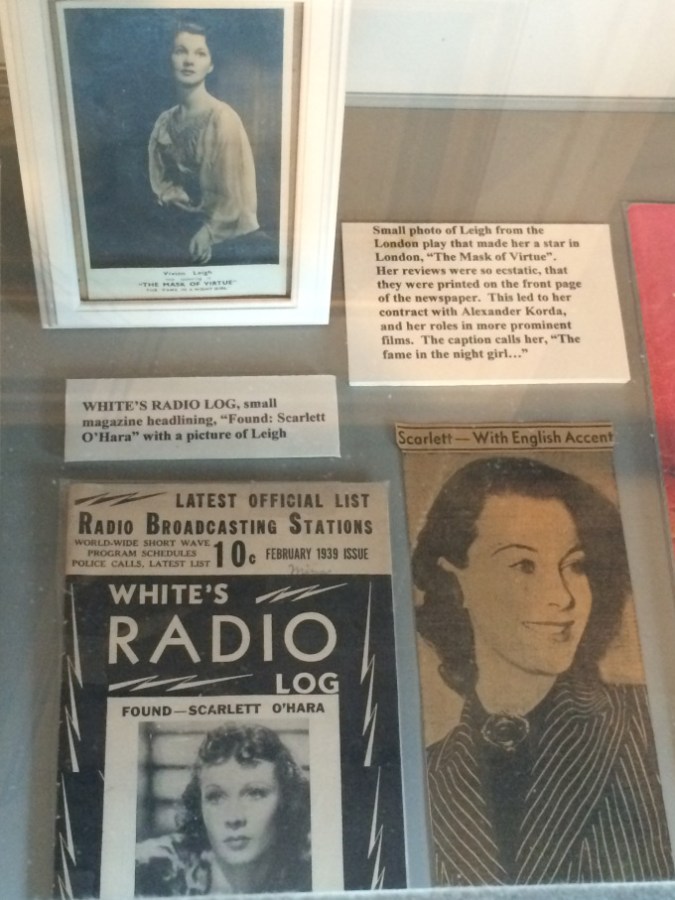 Vivien Leigh
"THE MASK OF VIRTUE"
Small photo of Leigh from the
London play that made her a star in
London, "The Mask of Virtue".
Her reviews were so ecstatic, that
they were printed on the front page
of the newspaper.  This led to her
contract with Alexander Korda,
and her roles in more prominent
films.  The caption calls her, "The
fame in the night girl…"
WHITE'S RADIO LOG, small
magazine headlining, "Found: Scarlett
O'Hara" with a picture of Leigh
Scarlett — With English Accent
LATEST OFFICIAL LIST
RADIO BROADCASTING STATIONS
WORLD-WIDE SHORT WAVE
PROGRAM SCHEDULES
POLICE CALLS, LATEST LIST
10c FEBRUARY 1939 ISSUE
WHITE'S
RADIO
LOG
FOUND—SCARLETT O'HARA